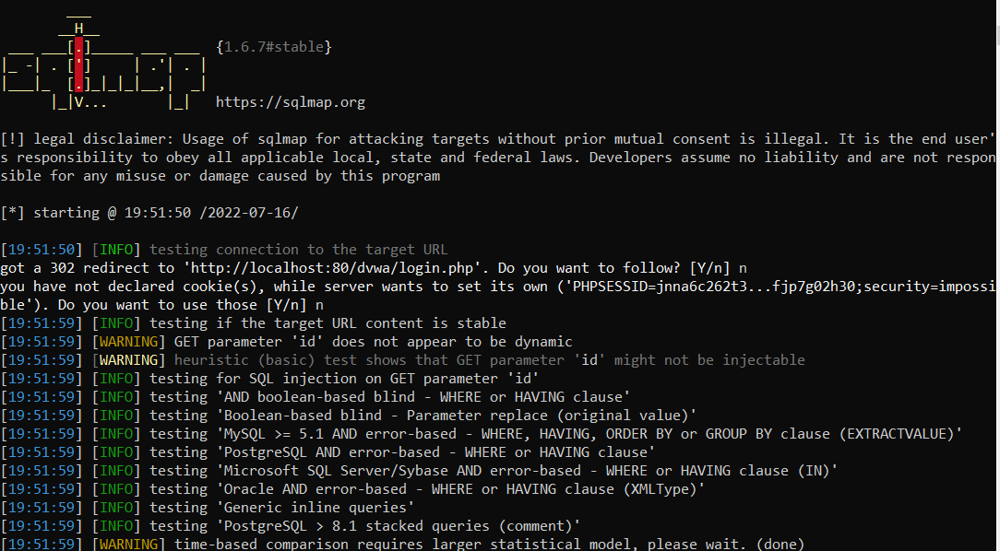 {1.6.7#stable}
https://sqlmap.org
[!] legal disclaimer: Usage of sqlmap for attacking targets without prior mutual consent is illegal. It is the end user'
s responsibility to obey all applicable local, state and federal laws. Developers assume no liability and are not respon
sible for any misuse or damage caused by this program
[*] starting @ 19:51:50 /2022-07-16/
[19:51:50] [INFO] testing connection to the target URL
got a 302 redirect to 'http://localhost:80/dvwa/login.php'. Do you want to follow? [Y/n] n
you have not declared cookie(s), while server wants to set its own ('PHPSESSID=jnna6c262t3...fjp7g02h30;security=impossi
ble'). Do you want to use those [Y/n] n
[19:51:59] [INFO] testing if the target URL content is stable
[19:51:59] [WARNING] GET parameter 'id' does not appear to be dynamic
[19:51:59] [WARNING] heuristic (basic) test shows that GET parameter 'id' might not be injectable
[19:51:59] [INFO] testing for SQL injection on GET parameter 'id'
[19:51:59] [INFO] testing 'AND boolean-based blind - WHERE or HAVING clause'
[19:51:59] [INFO] testing 'Boolean-based blind - Parameter replace (original value)'
[19:51:59] [INFO] testing 'MySQL >= 5.1 AND error-based - WHERE, HAVING, ORDER BY or GROUP BY clause (EXTRACTVALUE)'
[19:51:59] [INFO] testing 'PostgreSQL AND error-based - WHERE or HAVING clause'
[19:51:59] [INFO] testing 'Microsoft SQL Server/Sybase AND error-based - WHERE or HAVING clause (IN)'
[19:51:59] [INFO] testing 'Oracle AND error-based - WHERE or HAVING clause (XMLType)'
[19:51:59] [INFO] testing 'Generic inline queries'
[19:51:59] [INFO] testing 'PostgreSQL > 8.1 stacked queries (comment)'
[19:51:59] [WARNING] time-based comparison requires larger statistical model, please wait. (done)